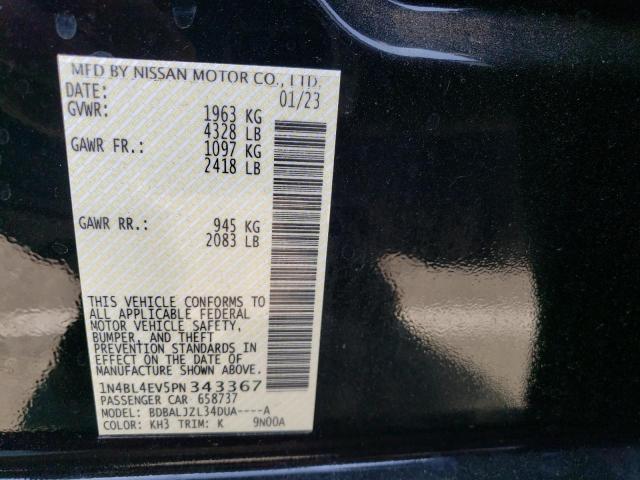 MFD BY NISSAN MOTOR CO., LTD.
DATE: 01/23
GVWR: 1963 KG
4328 LB
GAWR FR.: 1097 KG
2418 LB
GAWR RR.: 945 KG
2083 LB
THIS VEHICLE CONFORMS TO
ALL APPLICABLE FEDERAL
MOTOR VEHICLE SAFETY,
BUMPER, AND THEFT
PREVENTION STANDARDS IN
EFFECT ON THE DATE OF
MANUFACTURE SHOWN ABOVE.
1N4BL4EV5PN343367
PASSENGER CAR 658737
MODEL: BDBALJZL34DUA----A
COLOR: KH3 TRIM: K 9N00A